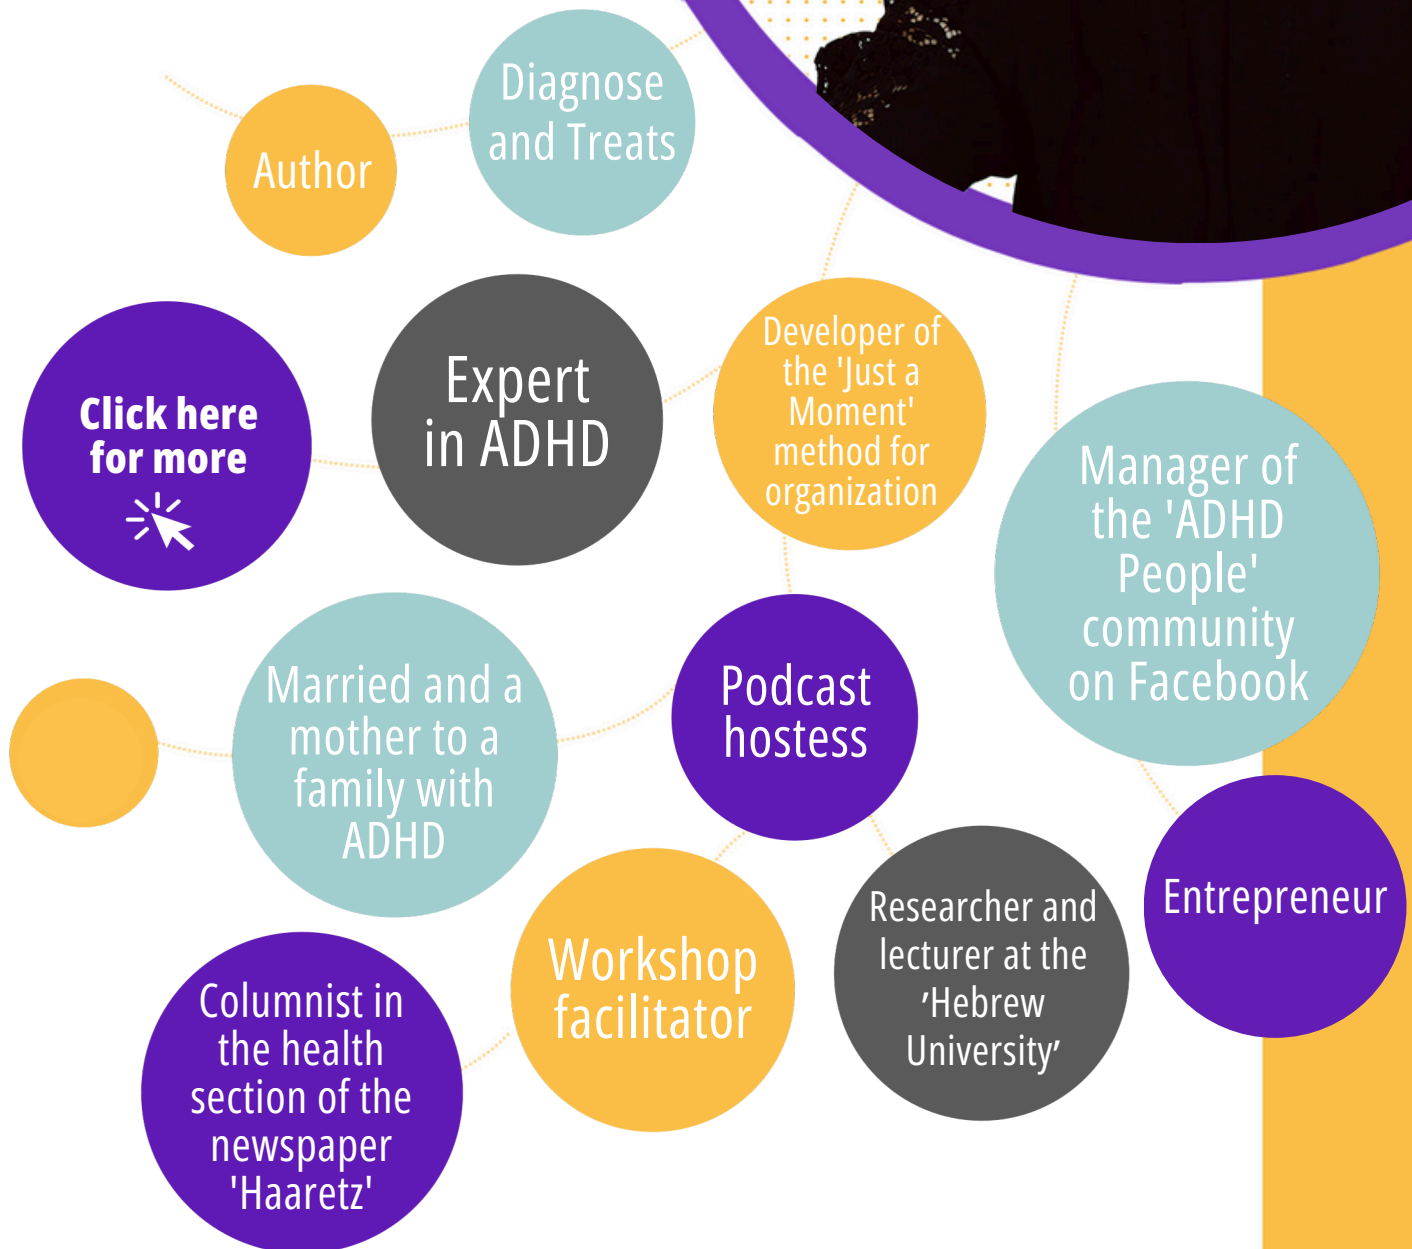 Diagnose
and Treats
Author
Developer of
the 'Just a
Moment'
method for
organization
Expert
in ADHD
Click here
for more
Manager of
the 'ADHD
People'
community
on Facebook
Married and a
mother to a
family with
ADHD
Podcast
hostess
Entrepreneur
Researcher and
lecturer at the
'Hebrew
University'
Workshop
facilitator
Columnist in
the health
section of the
newspaper
'Haaretz'